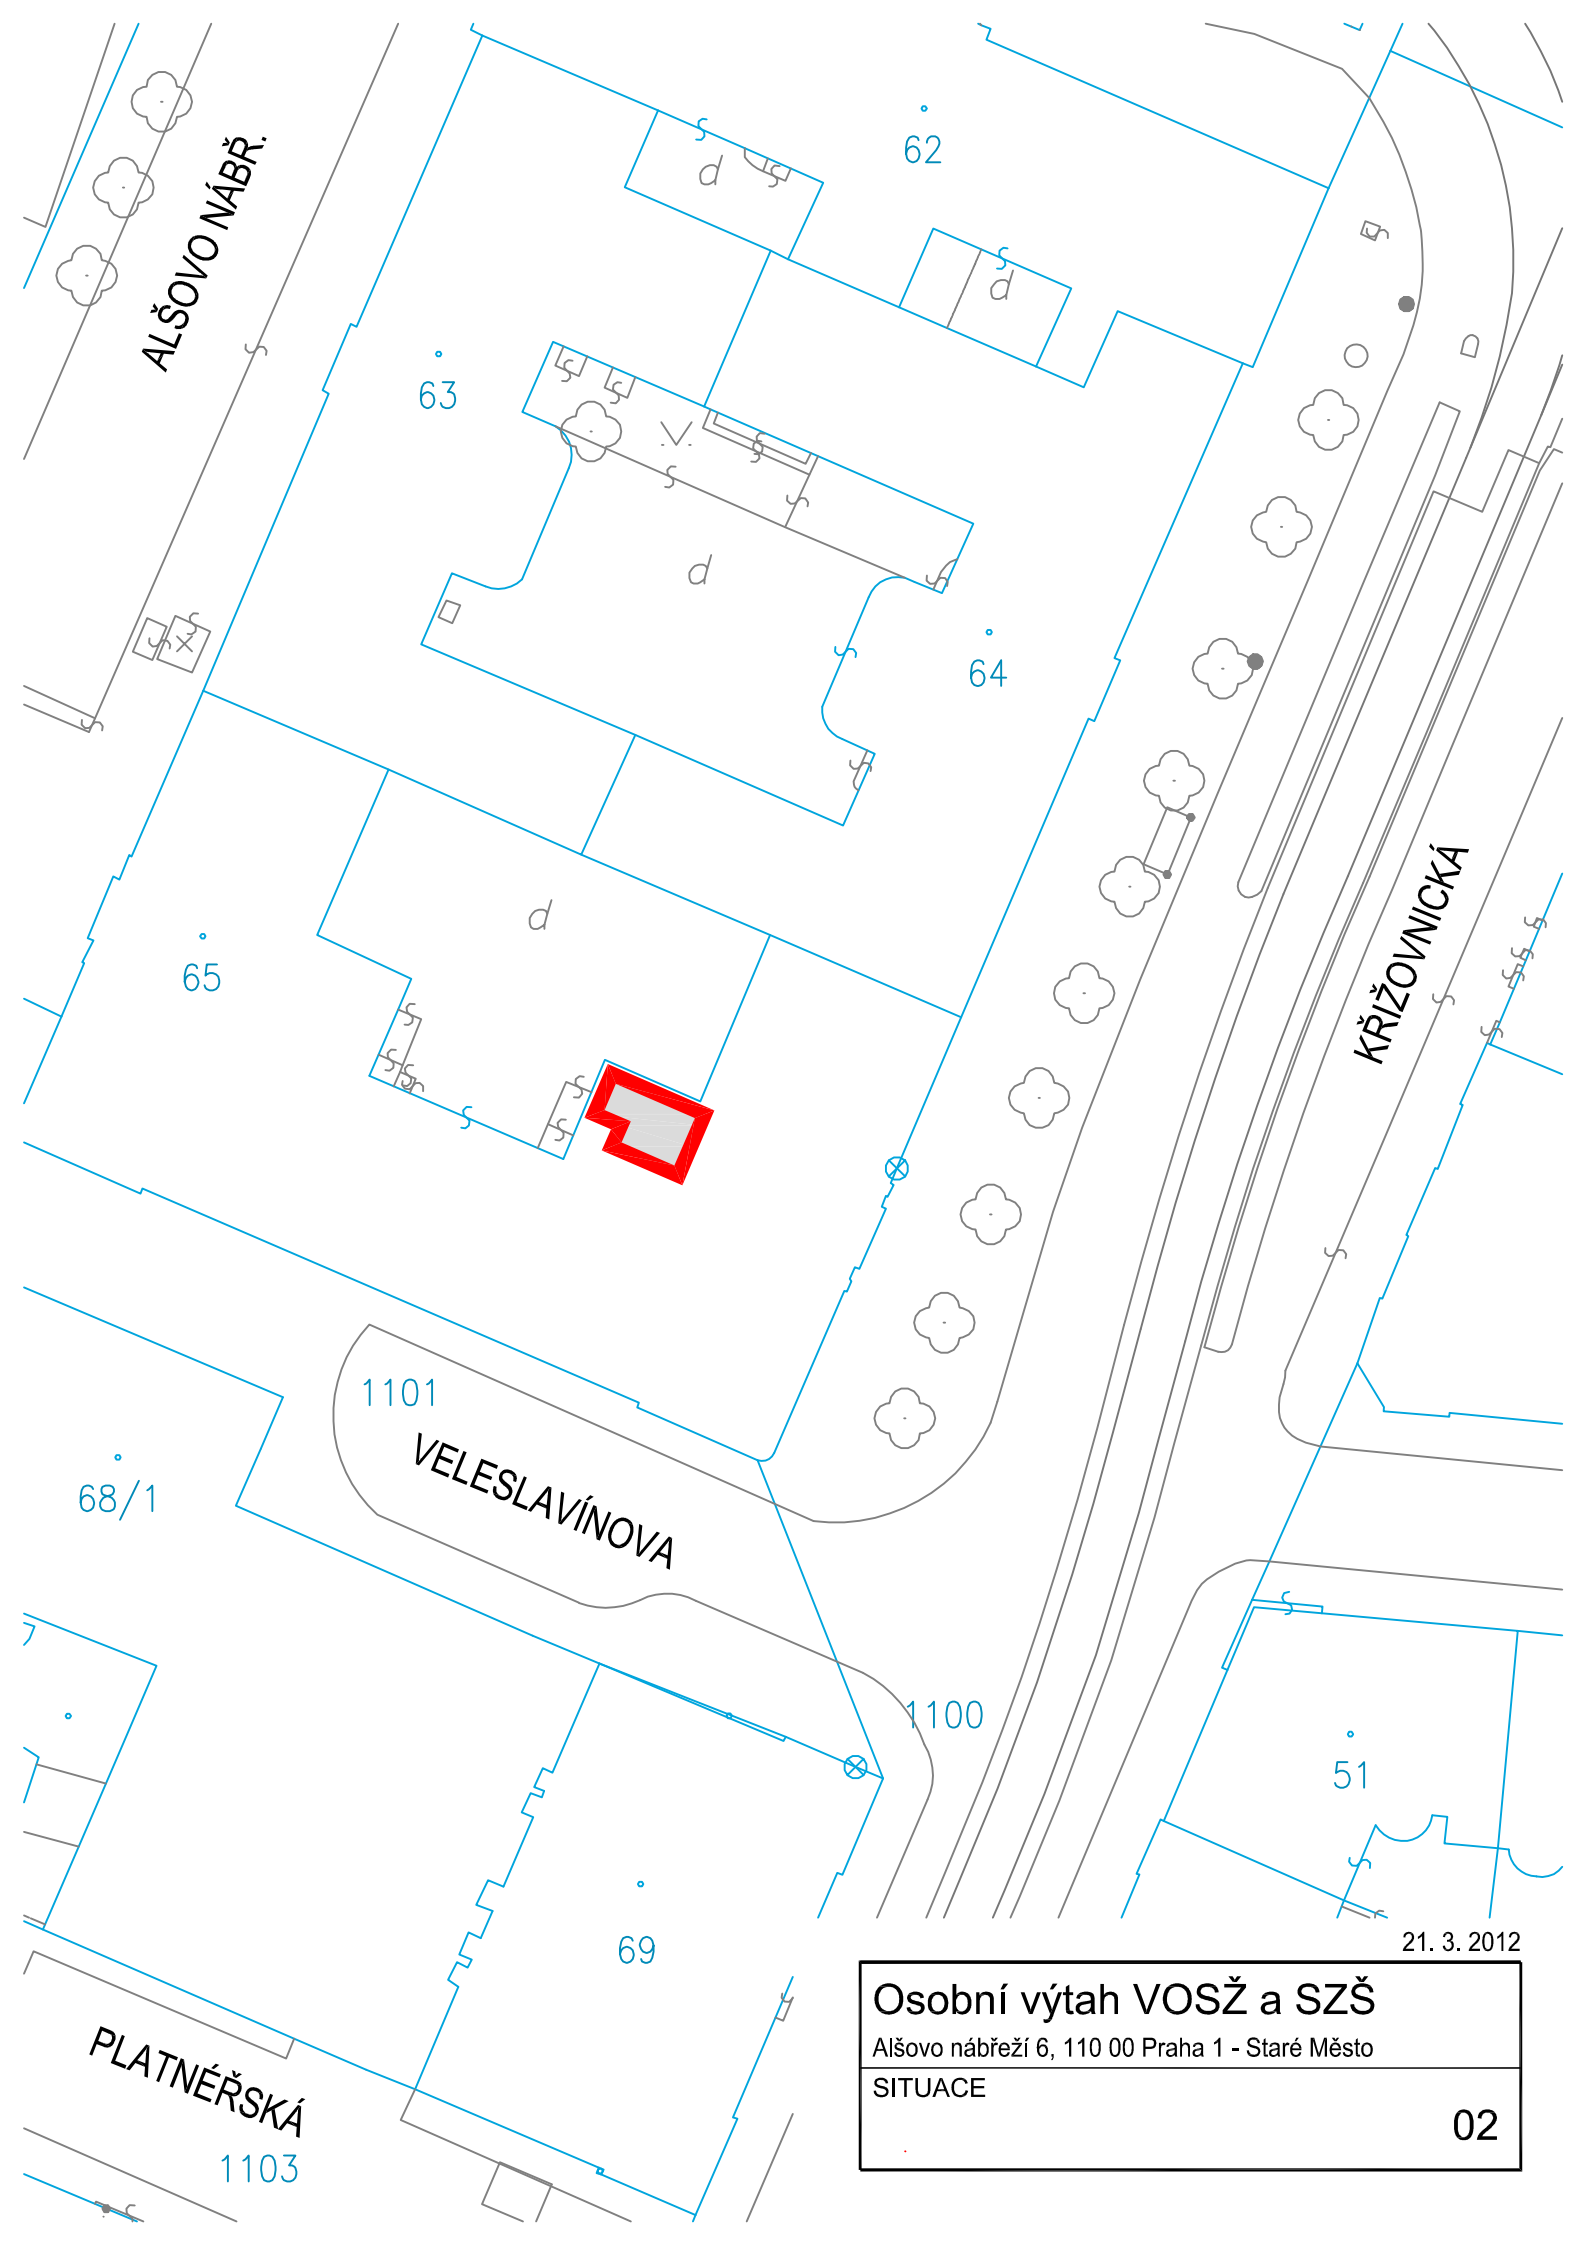 62
d
ALŠOVO NÁBŘ.
d
63
d
64
KŘIŽOVNICKÁ
d
65
1101
VELESLAVÍNOVA
68/1
1100
51
69
21. 3. 2012
Osobní výtah VOSŽ a SZŠ
Alšovo nábřeží 6, 110 00 Praha 1 - Staré Město
SITUACE
02
PLATNÉŘSKÁ
1103